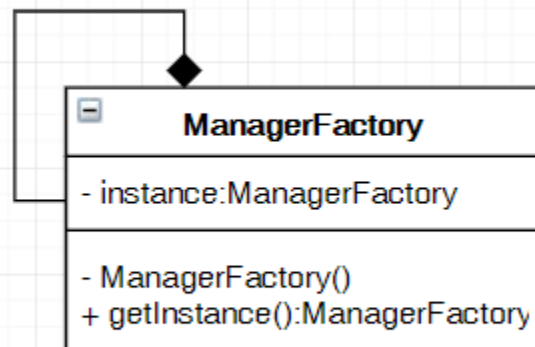 ManagerFactory
- instance:ManagerFactory
- ManagerFactory()
+ getInstance():ManagerFactory